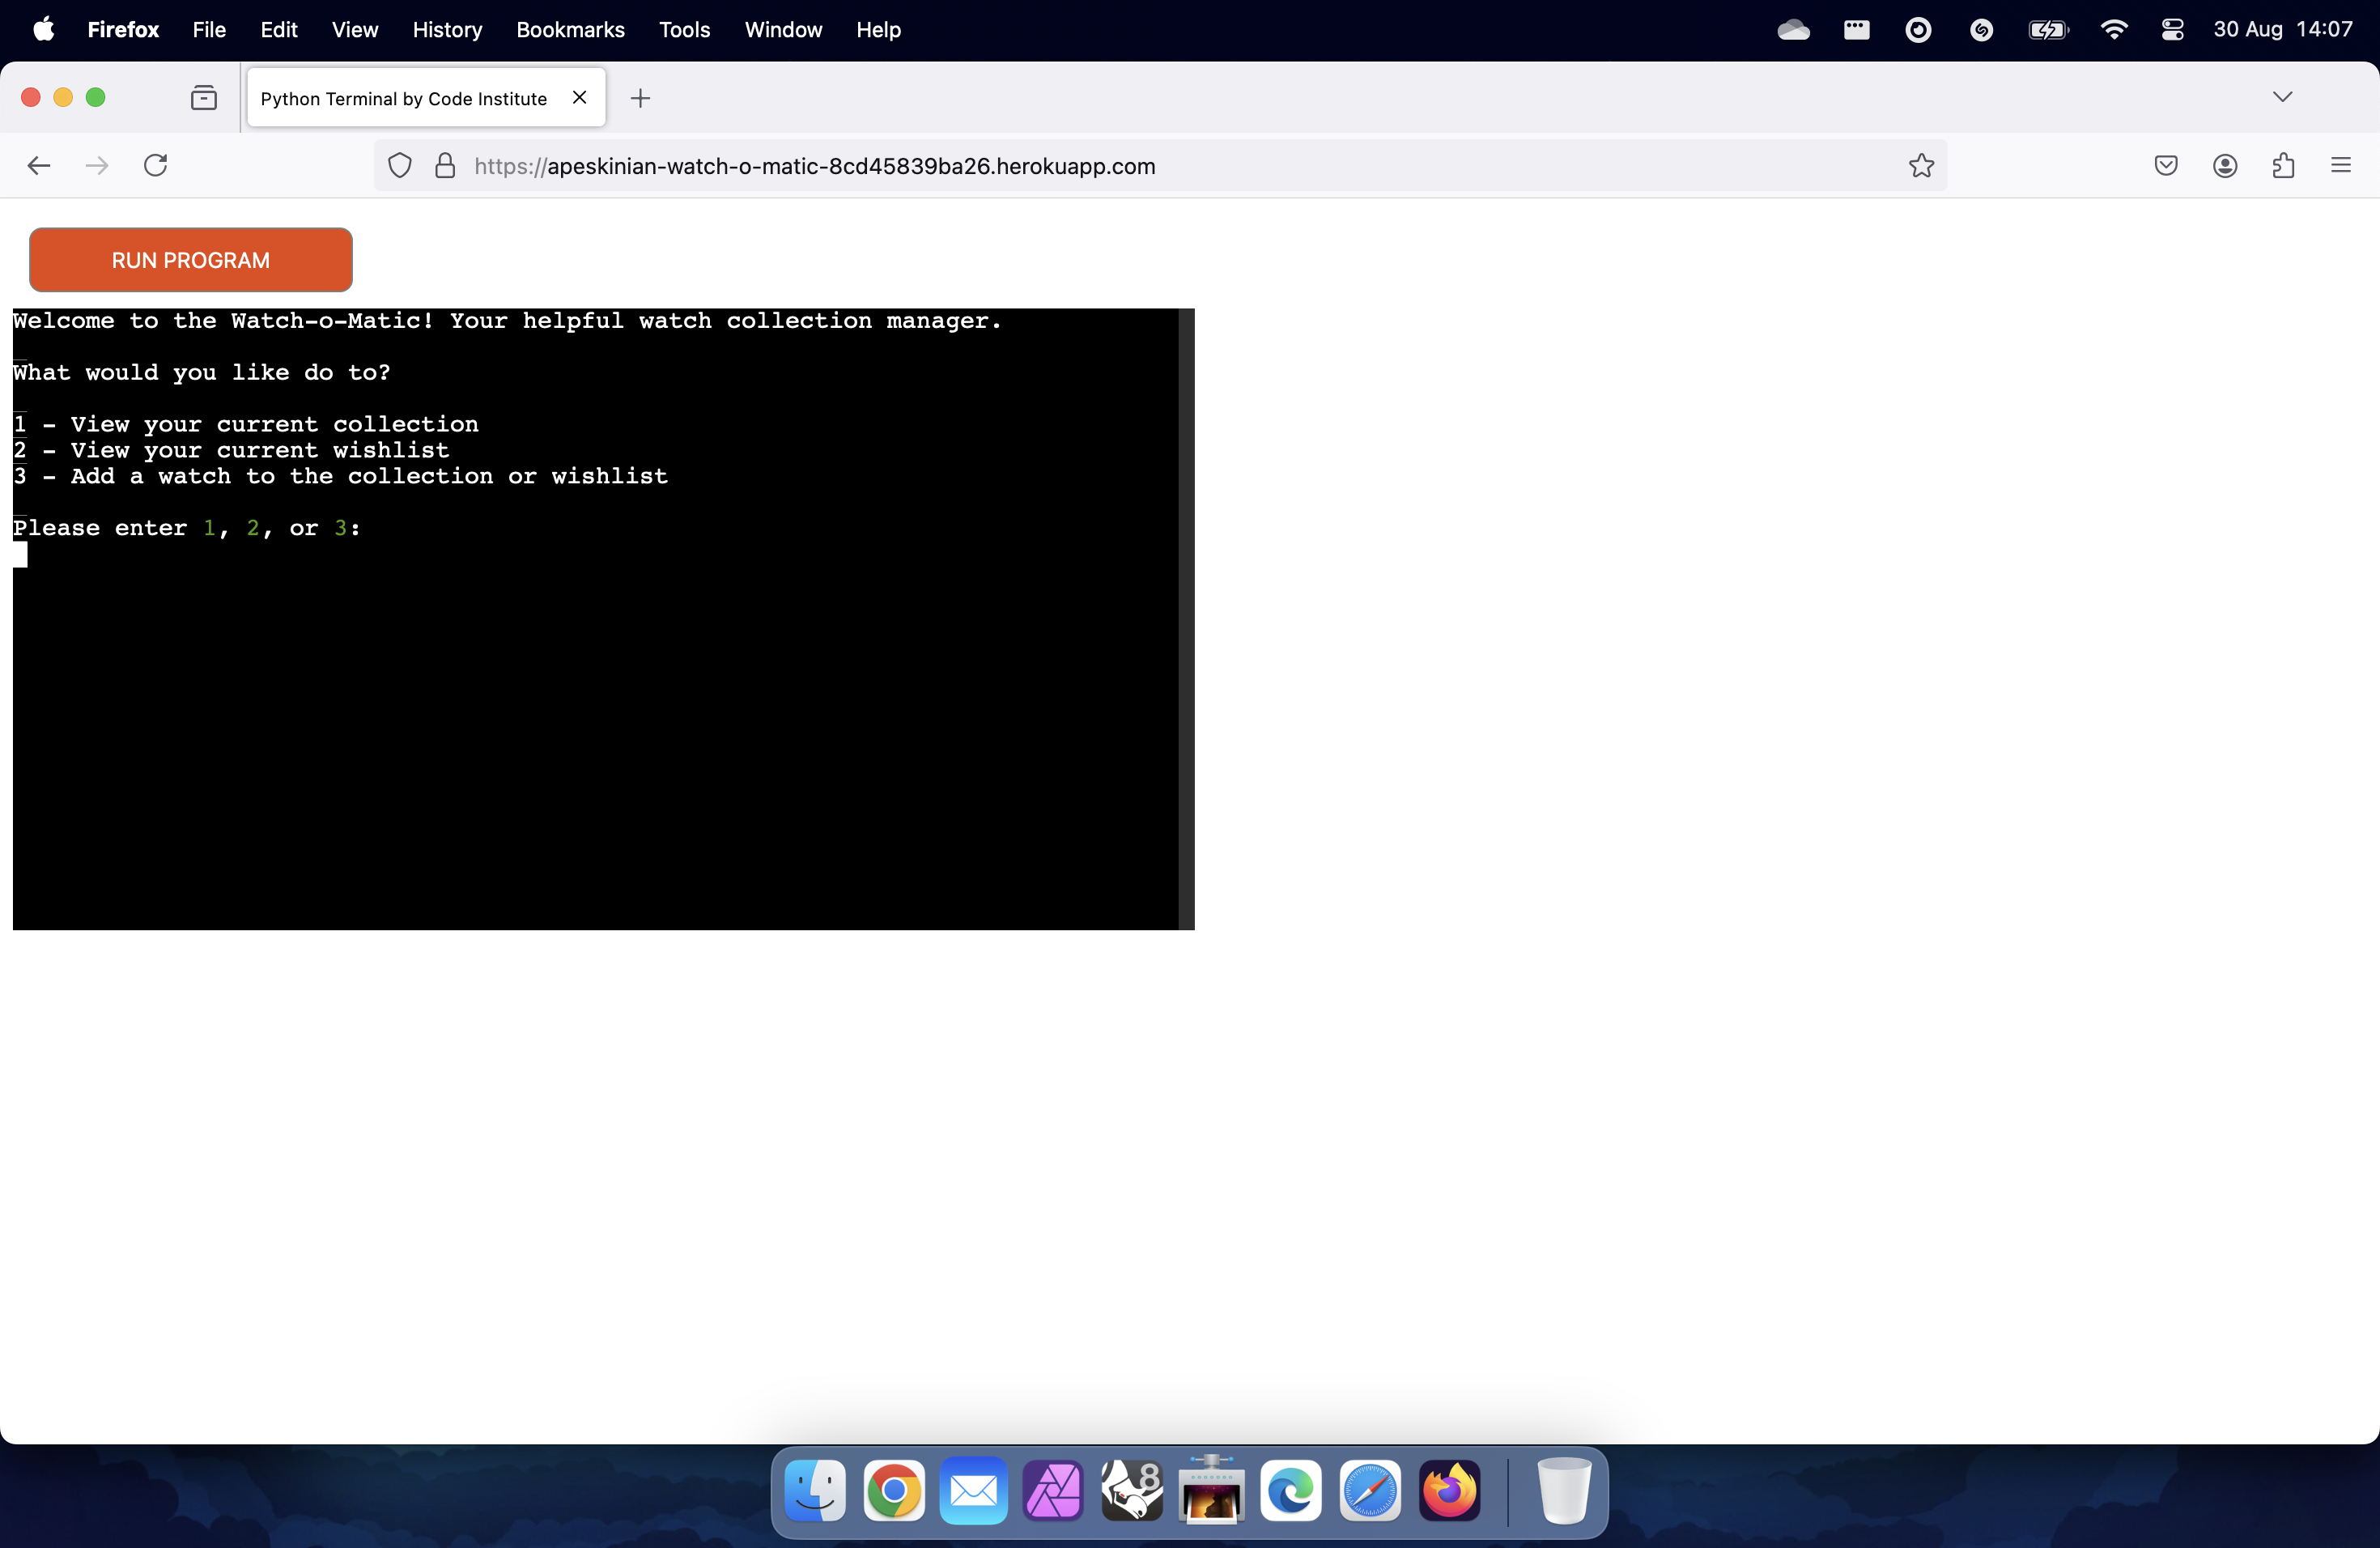 Firefox File Edit View History Bookmarks Tools Window Help 30 Aug 14:07
Python Terminal by Code Institute
https://apeskinian-watch-o-matic-8cd45839ba26.herokuapp.com
RUN PROGRAM
Welcome to the Watch-o-Matic! Your helpful watch collection manager.
What would you like do to?
1 - View your current collection
2 - View your current wishlist
3 - Add a watch to the collection or wishlist
Please enter 1, 2, or 3:
8